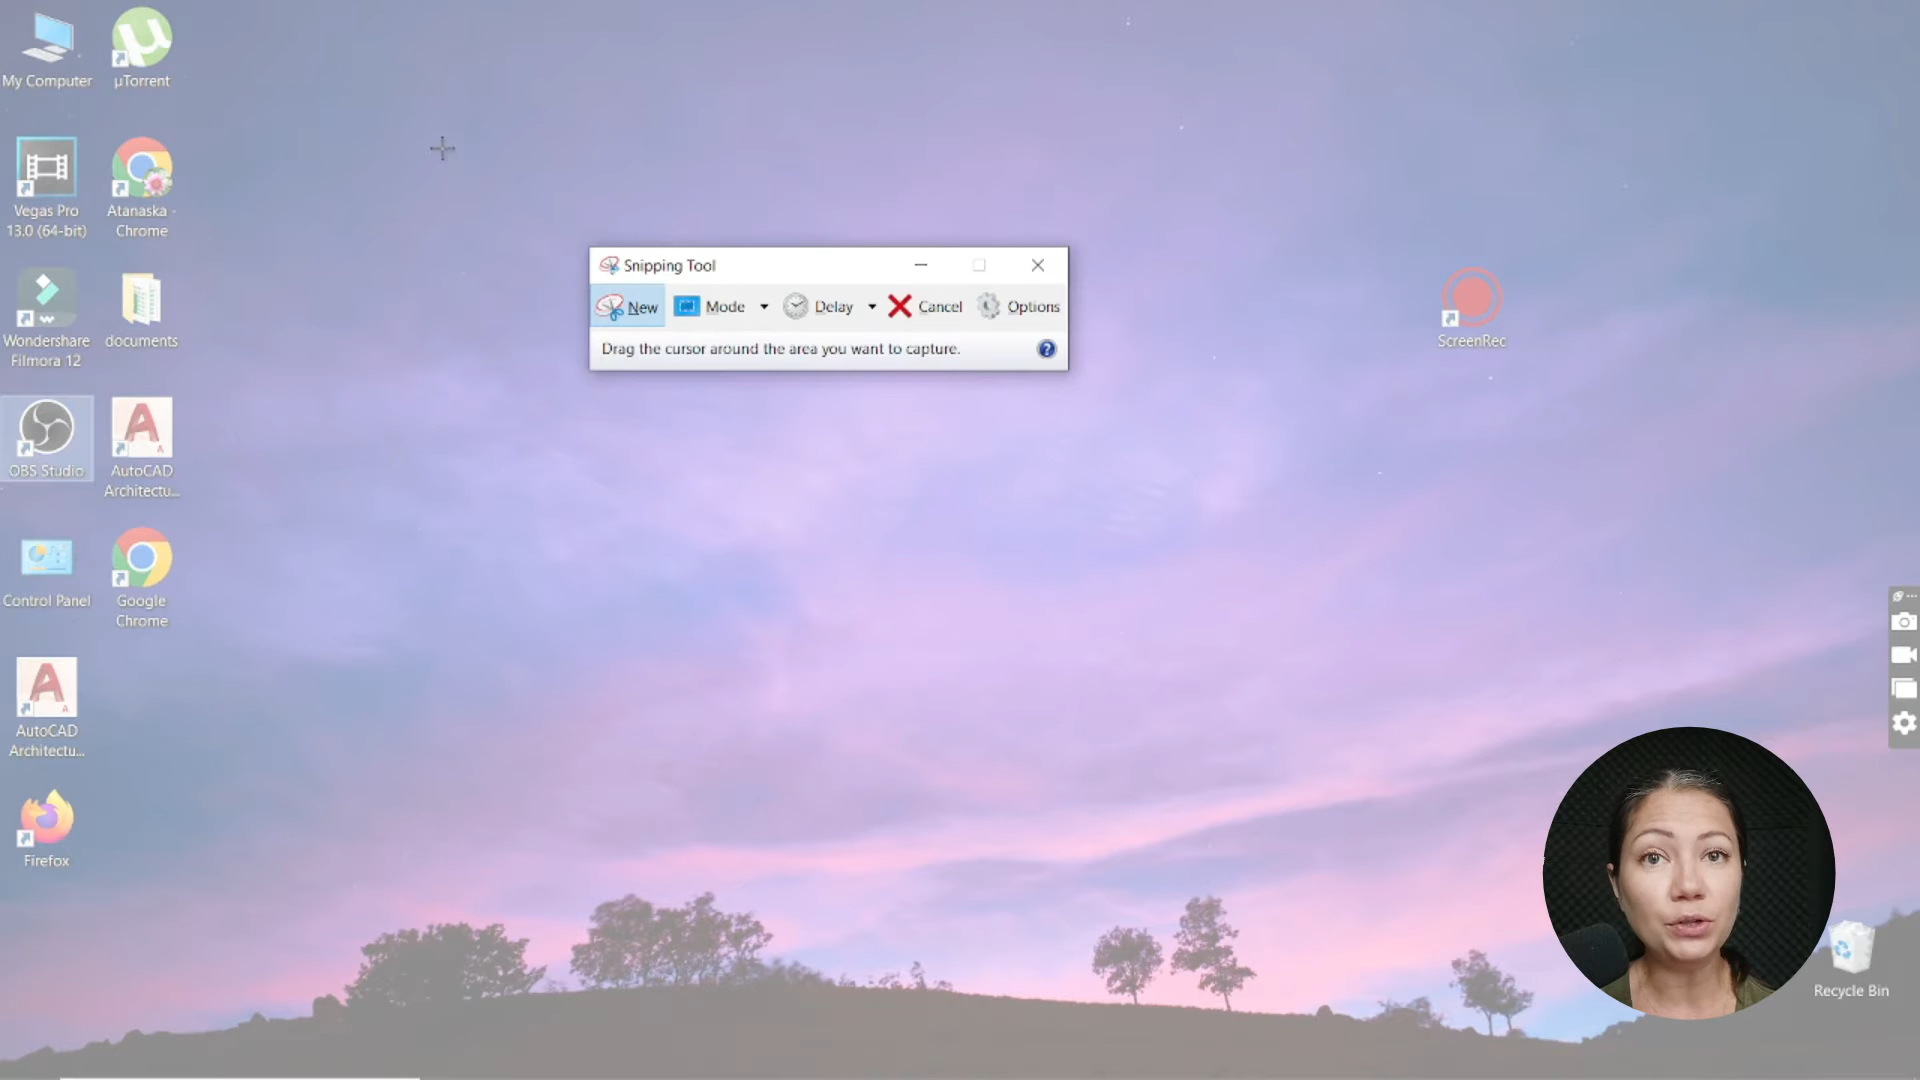 My Computer
µTorrent
Vegas Pro
13.0 (64-bit)
Atanaska -
Chrome
Wondershare
Filmora 12
documents
OBS Studio
AutoCAD
Architectu...
Control Panel
Google
Chrome
AutoCAD
Architectu...
Firefox
Snipping Tool
New
Mode
Delay
Cancel
Options
Drag the cursor around the area you want to capture.
ScreenRec
Recycle Bin